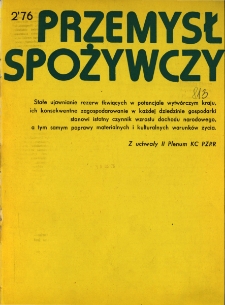 2'76
PRZEMYSŁ
SPOŻYWCZY
813
Stałe ujawnianie rezerw tkwiących w potencjale wytwórczym kraju,
ich konsekwentne zagospodarowanie w każdej dziedzinie gospodarki
stanowi istotny czynnik wzrostu dochodu narodowego,
a tym samym poprawy materialnych i kulturalnych warunków życia.
Z uchwały II Plenum KC PZPR